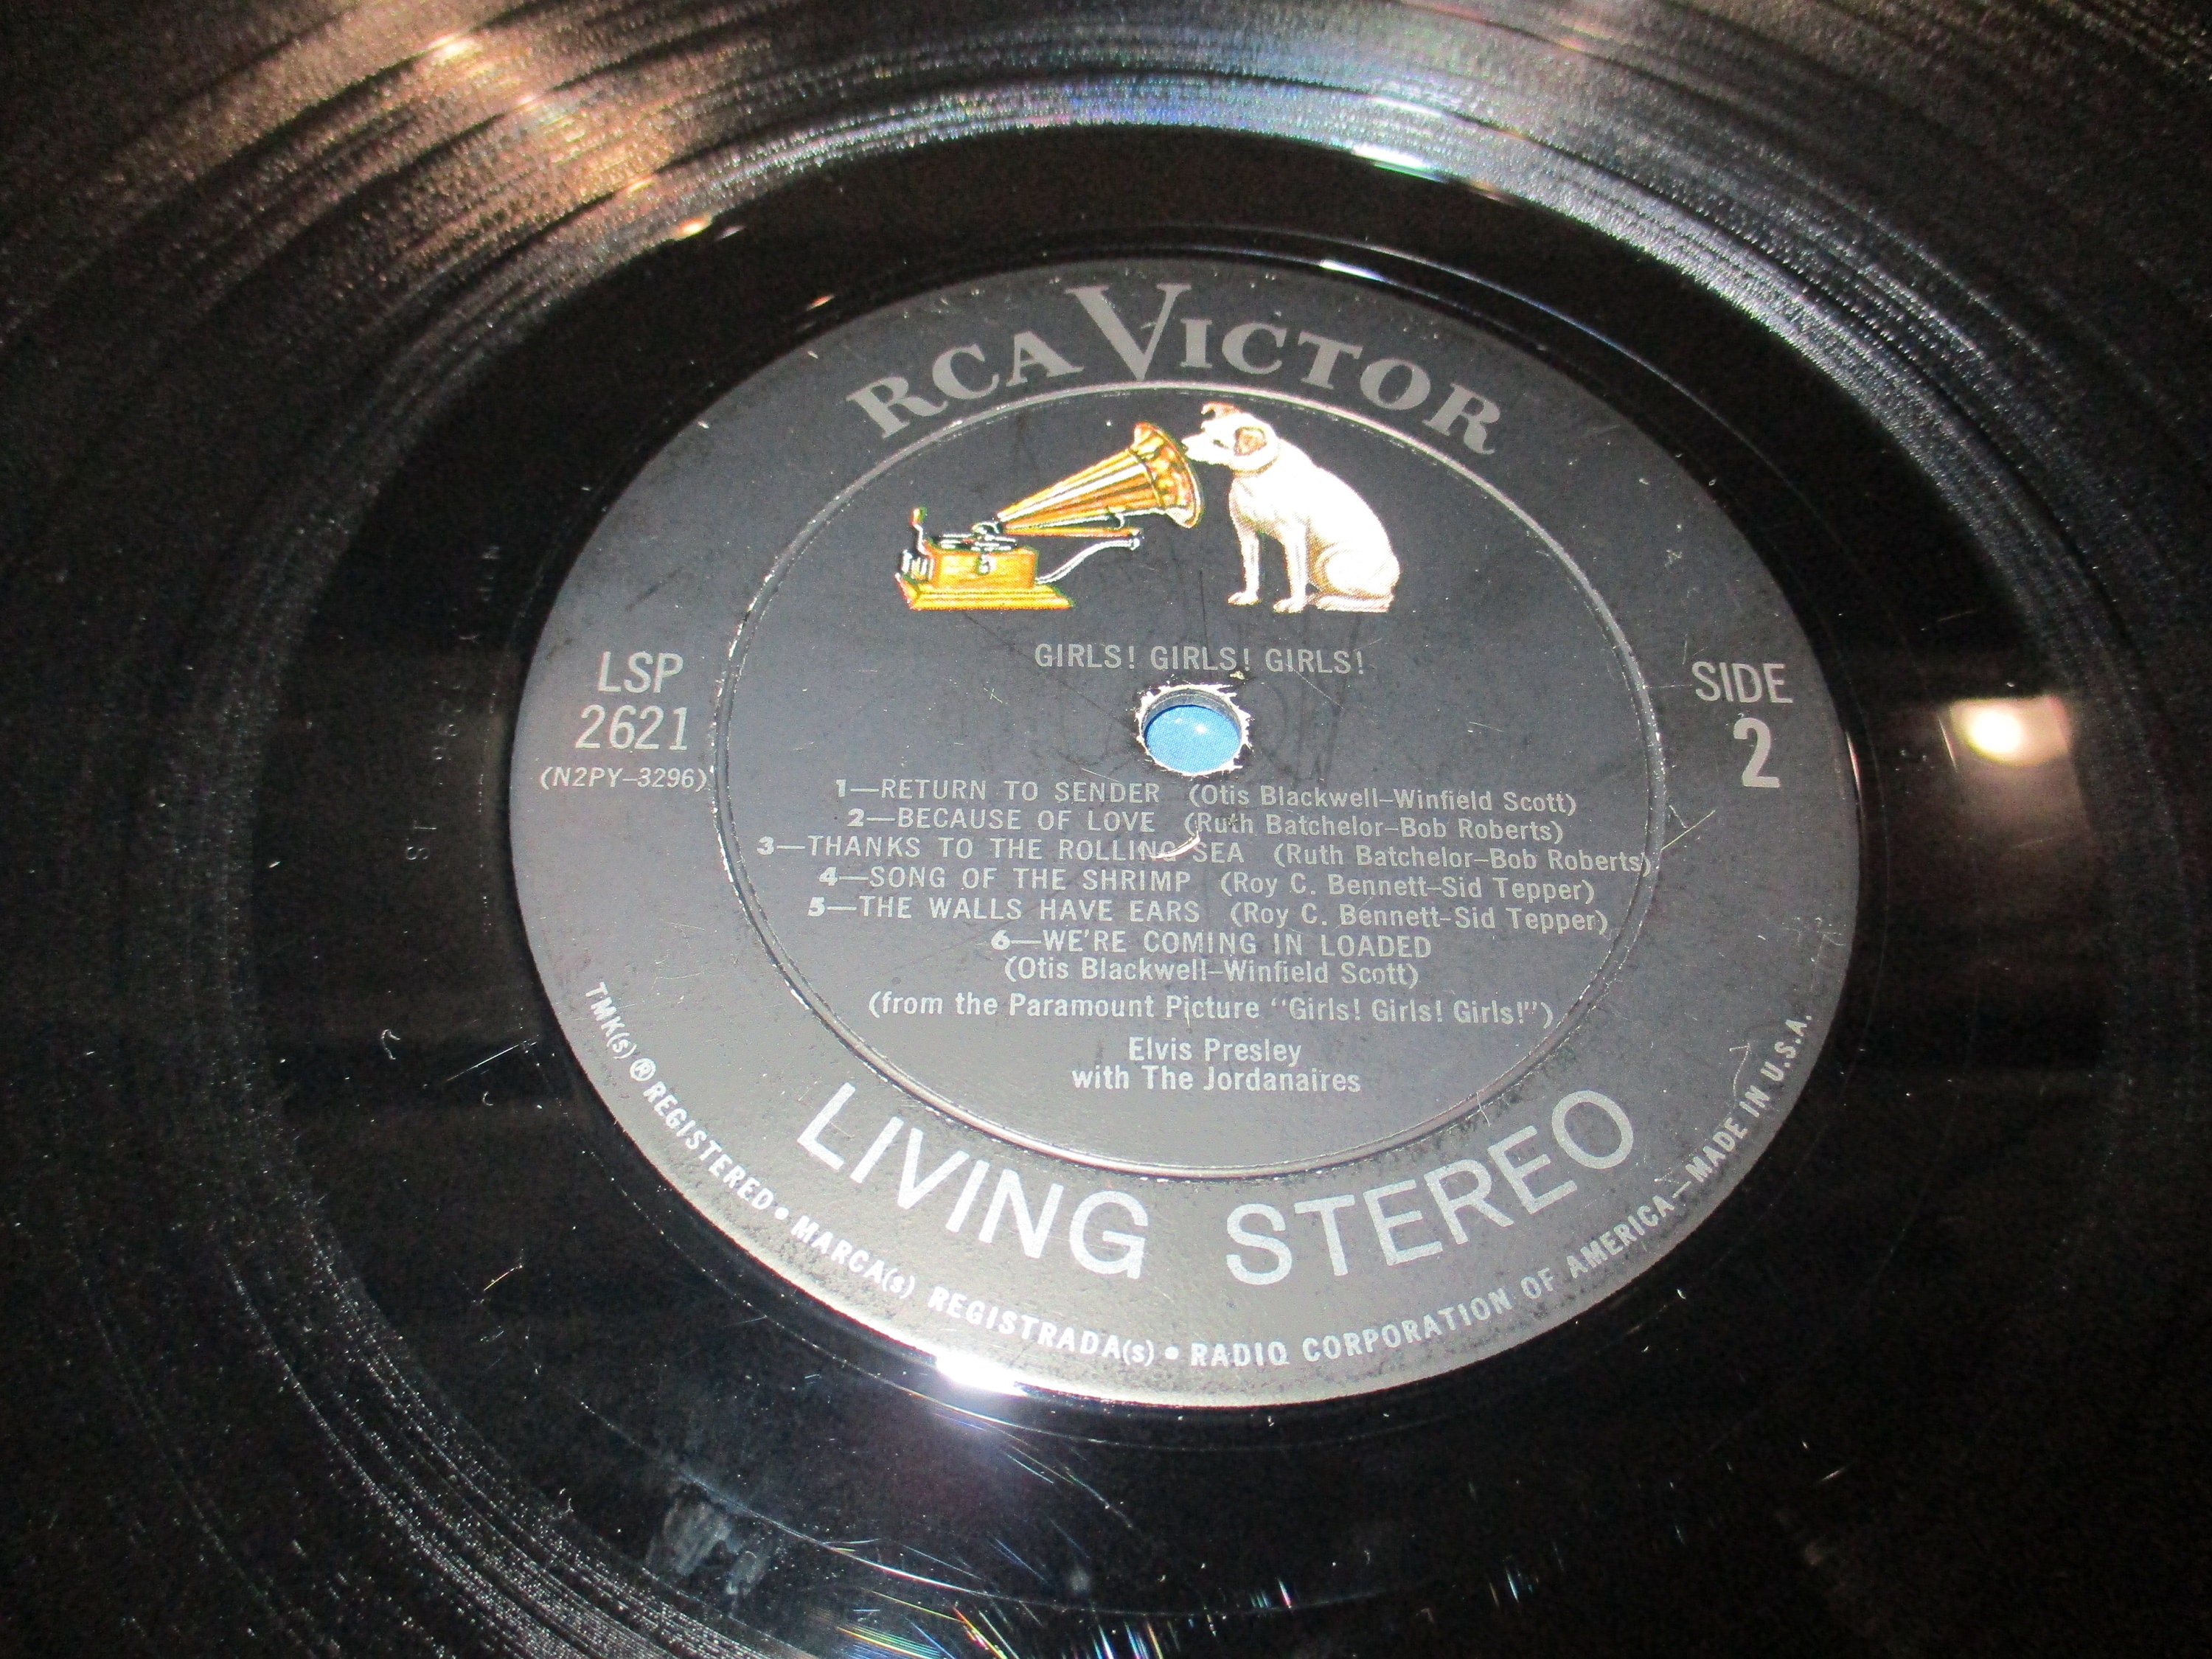 RCA VICTOR
GIRLS! GIRLS! GIRLS!
LSP
2621
(N2PY-3296)
SIDE
2
1—RETURN TO SENDER (Otis Blackwell-Winfield Scott)
2—BECAUSE OF LOVE (Ruth Batchelor-Bob Roberts)
3—THANKS TO THE ROLLING SEA (Ruth Batchelor-Bob Roberts)
4—SONG OF THE SHRIMP (Roy C. Bennett-Sid Tepper)
5—THE WALLS HAVE EARS (Roy C. Bennett-Sid Tepper)
6—WE'RE COMING IN LOADED
(Otis Blackwell-Winfield Scott)
(from the Paramount Picture "Girls! Girls! Girls!")
Elvis Presley
with The Jordanaires
LIVING STEREO
TMK(s) ® REGISTERED • MARCA(s) REGISTRADA(s) • RADIO CORPORATION OF AMERICA—MADE IN U.S.A.